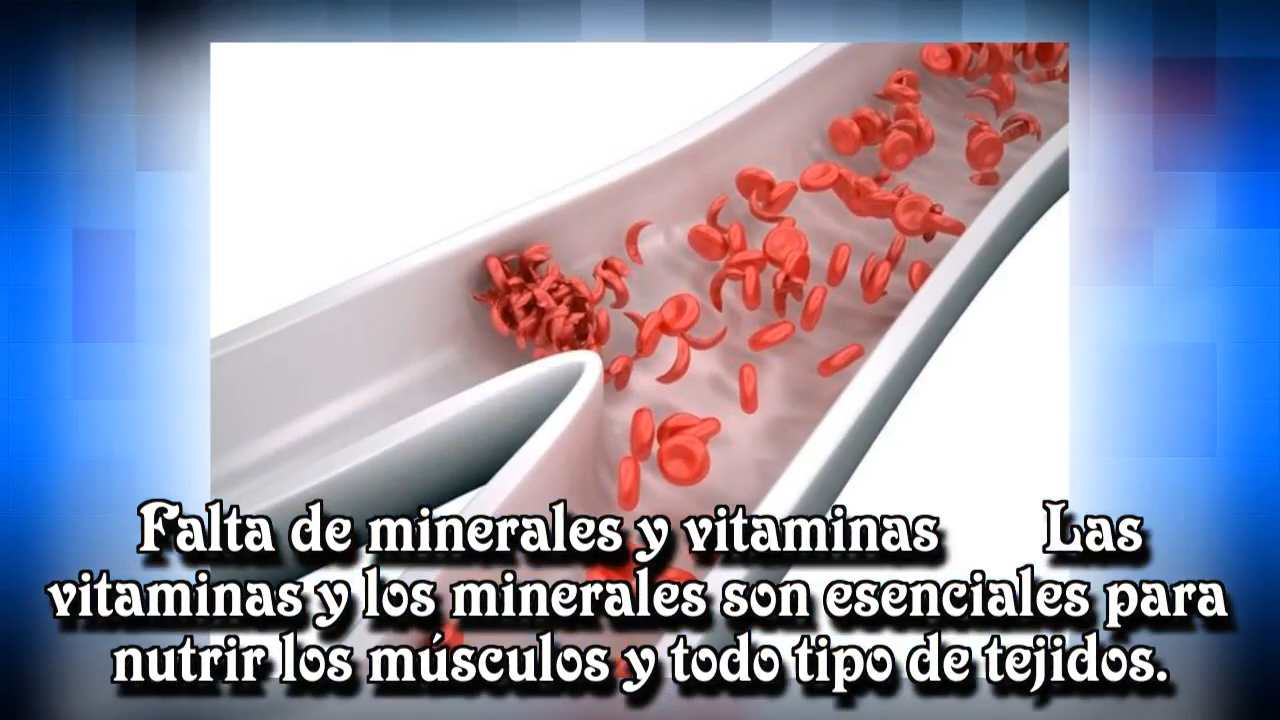 Falta de minerales y vitaminas Las
vitaminas y los minerales son esenciales para
nutrir los músculos y todo tipo de tejidos.